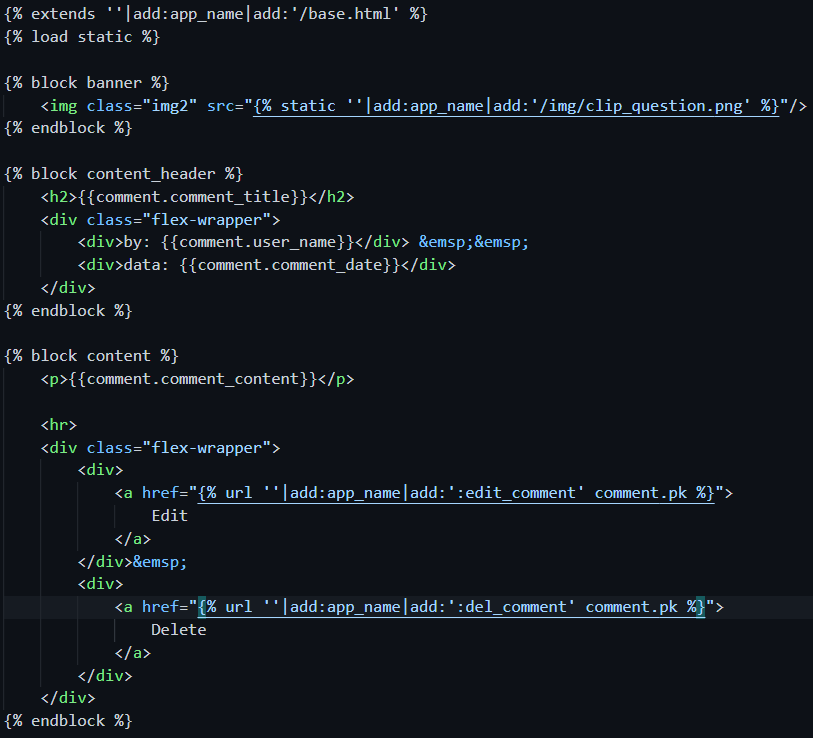 {% extends ''|add:app_name|add:'/base.html' %}
{% load static %}
{% block banner %}
<img class="img2" src="{% static ''|add:app_name|add:'/img/clip_question.png' %}"/>
{% endblock %}
{% block content_header %}
<h2>{{comment.comment_title}}</h2>
<div class="flex-wrapper">
<div>by: {{comment.user_name}}</div> &emsp;&emsp;
<div>data: {{comment.comment_date}}</div>
</div>
{% endblock %}
{% block content %}
<p>{{comment.comment_content}}</p>
<hr>
<div class="flex-wrapper">
<div>
<a href="{% url ''|add:app_name|add:':edit_comment' comment.pk %}">
Edit
</a>
</div>&emsp;
<div>
<a href="{% url ''|add:app_name|add:':del_comment' comment.pk %}">
Delete
</a>
</div>
</div>
{% endblock %}